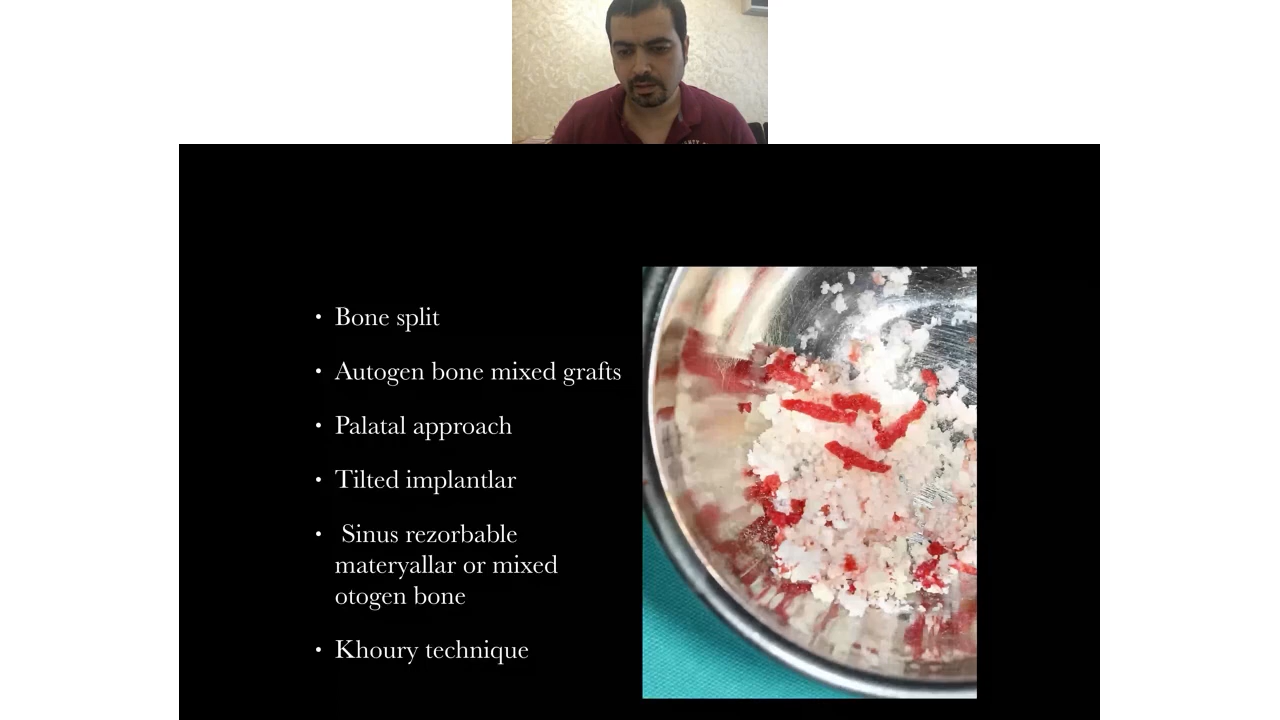 • Bone split
• Autogen bone mixed grafts
• Palatal approach
• Tilted implantlar
• Sinus rezorbable
materyallar or mixed
otogen bone
• Khoury technique